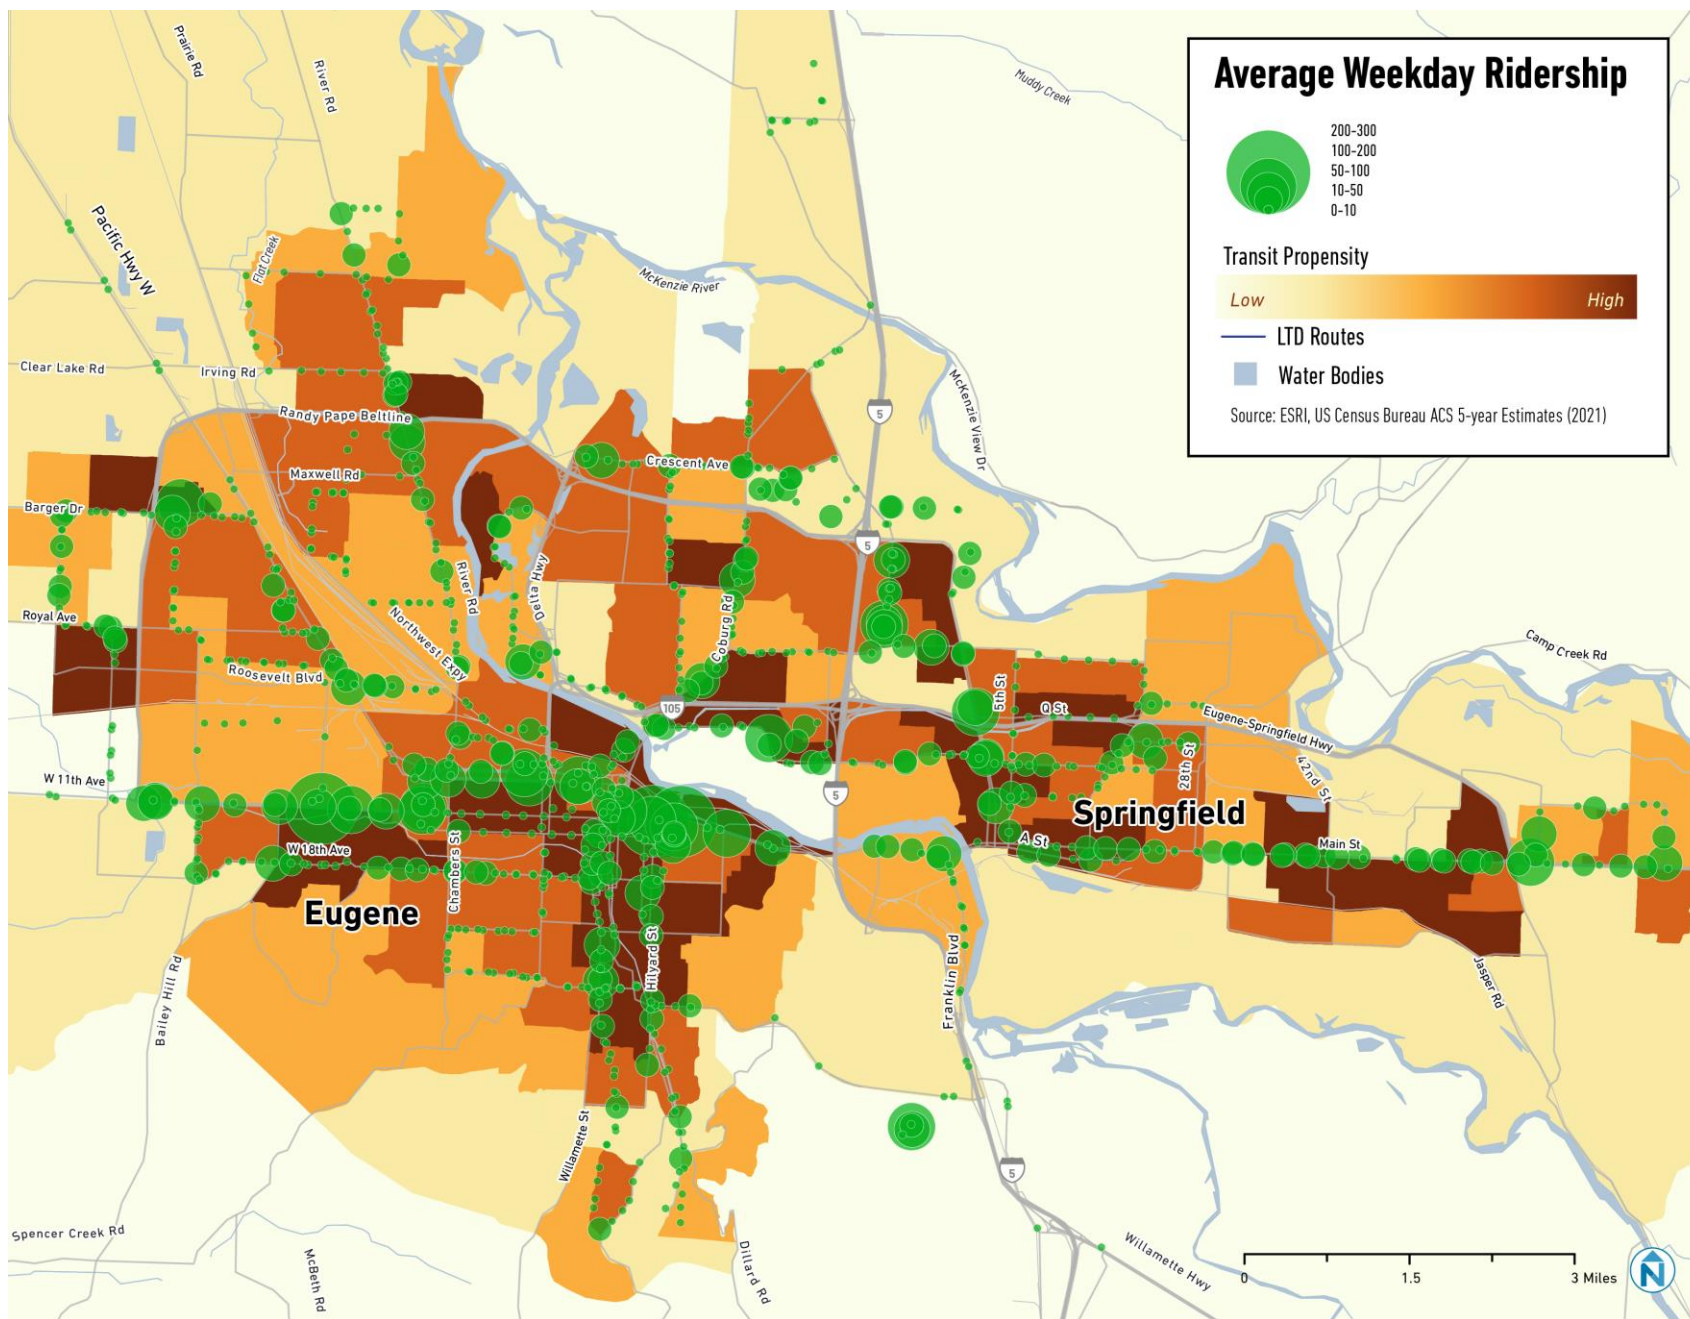 Average Weekday Ridership
200-300
100-200
50-100
10-50
0-10
Transit Propensity
Low
High
LTD Routes
Water Bodies
Source: ESRI, US Census Bureau ACS 5-year Estimates (2021)
Prairie Rd
River Rd
Muddy Creek
Pacific Hwy W
Flat Creek
McKenzie River
Clear Lake Rd
Irving Rd
Randy Pape Beltline
5
McKenzie View Dr
Maxwell Rd
Crescent Ave
Barger Dr
5
River Rd
Delta Hwy
Royal Ave
Northwest Expy
Coburg Rd
Camp Creek Rd
Roosevelt Blvd
105
5th St
Q St
Eugene-Springfield Hwy
W 11th Ave
28th St
42nd St
5
Springfield
A St
Main St
W 18th Ave
Chambers St
Eugene
Hilyard St
Bailey Hill Rd
Franklin Blvd
Jasper Rd
Willamette St
5
Spencer Creek Rd
McBeth Rd
Dillard Rd
Willamette Hwy
0
1.5
3 Miles
N